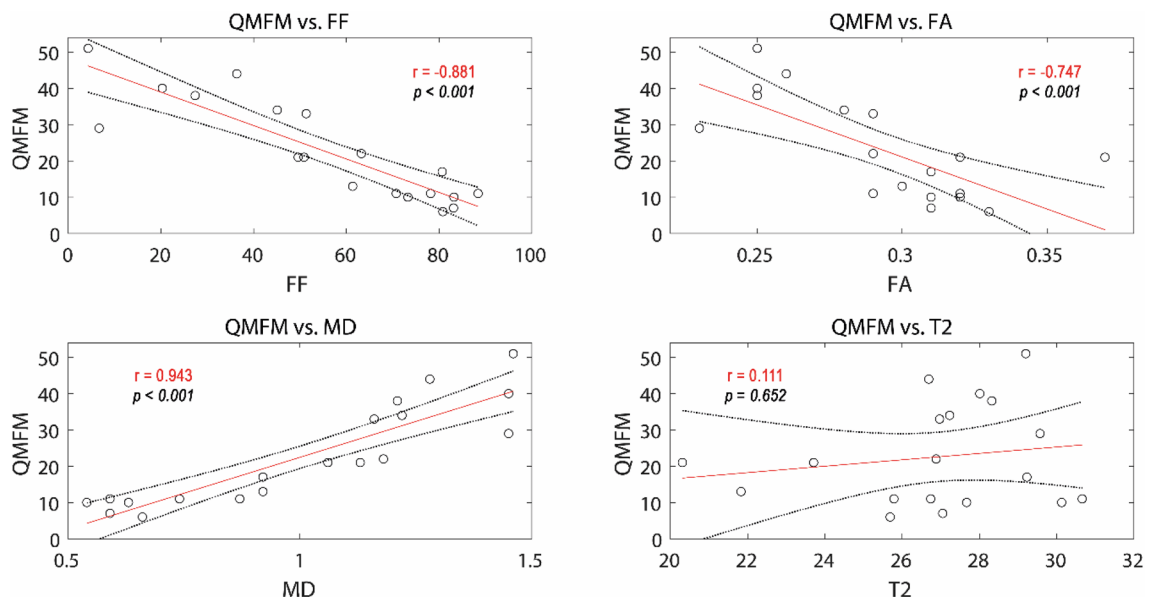 QMFM vs. FF
r = -0.881
p < 0.001
50
40
30
20
10
0
QMFM
0 20 40 60 80 100
FF
QMFM vs. FA
r = -0.747
p < 0.001
50
40
30
20
10
0
QMFM
0.25 0.3 0.35
FA
QMFM vs. MD
r = 0.943
p < 0.001
50
40
30
20
10
0
QMFM
0.5 1 1.5
MD
QMFM vs. T2
r = 0.111
p = 0.652
50
40
30
20
10
0
QMFM
20 22 24 26 28 30 32
T2